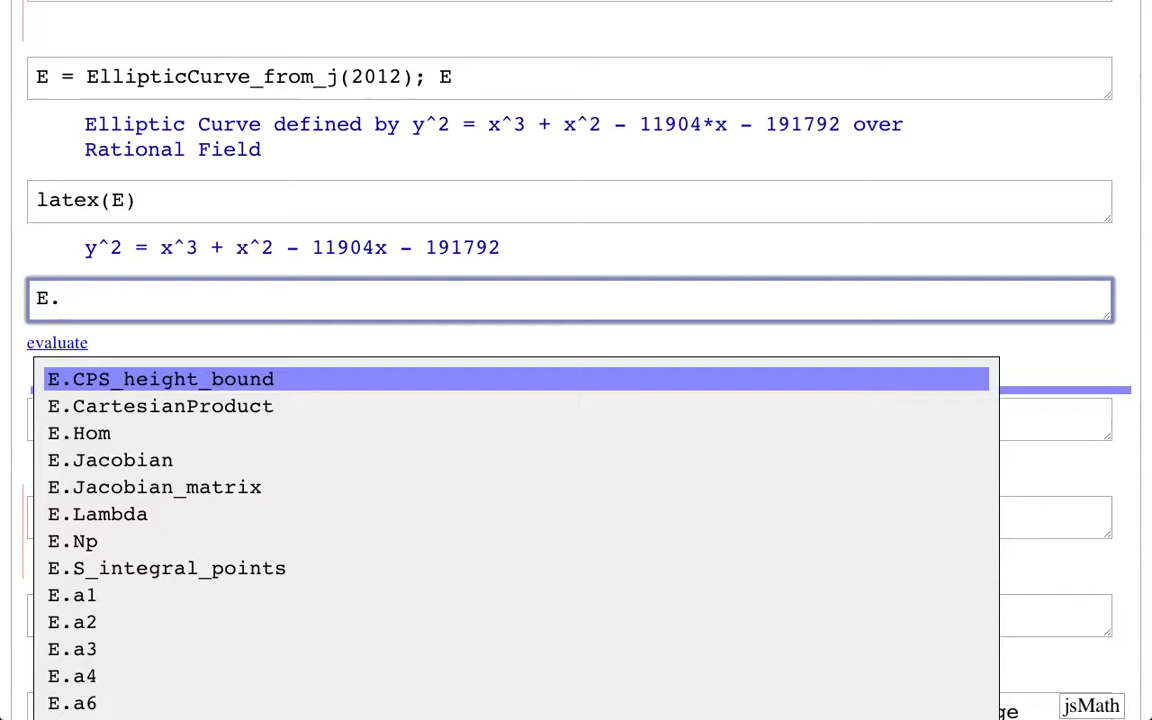 E = EllipticCurve_from_j(2012); E
Elliptic Curve defined by y^2 = x^3 + x^2 - 11904*x - 191792 over
Rational Field
latex(E)
y^2 = x^3 + x^2 - 11904x - 191792
E.
evaluate
E.CPS_height_bound
E.CartesianProduct
E.Hom
E.Jacobian
E.Jacobian_matrix
E.Lambda
E.Np
E.S_integral_points
E.a1
E.a2
E.a3
E.a4
E.a6
jsMath